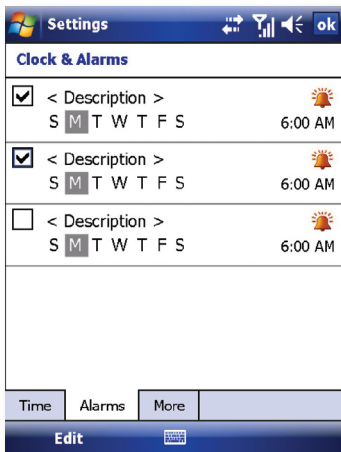 Settings ok
Clock & Alarms
< Description >
S M T W T F S 6:00 AM
< Description >
S M T W T F S 6:00 AM
< Description >
S M T W T F S 6:00 AM
Time Alarms More
Edit